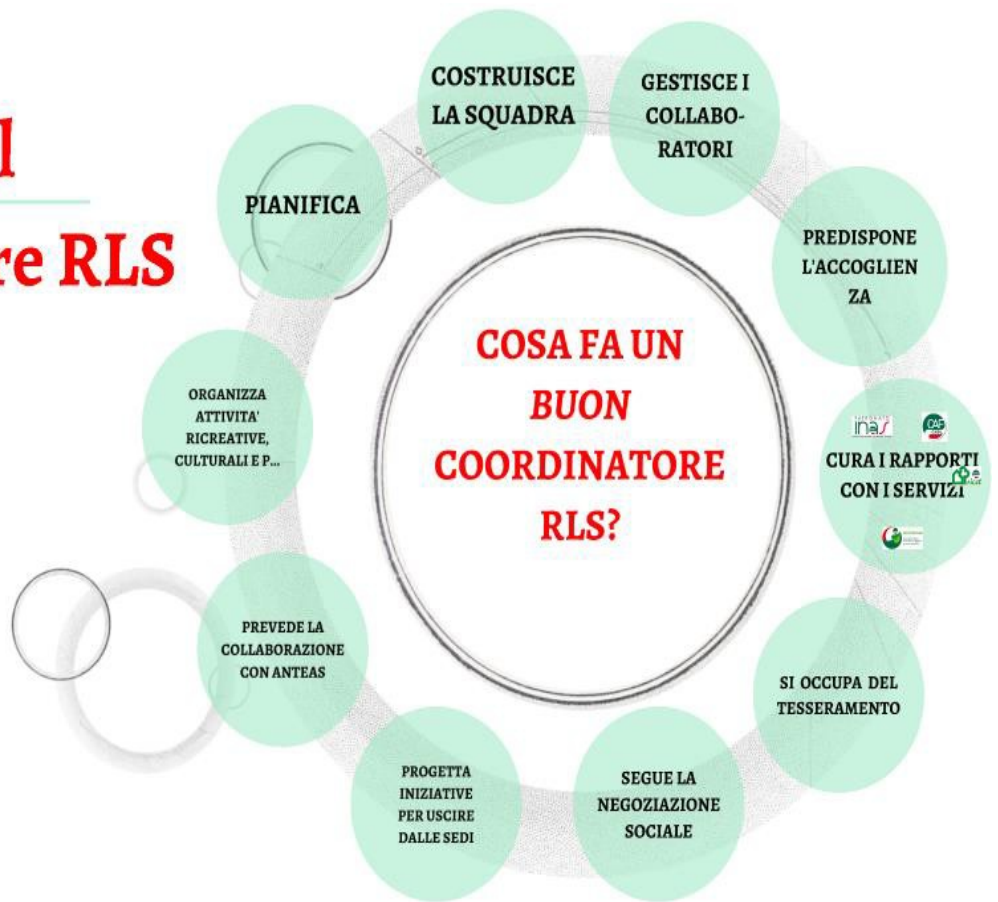 l
re RLS
COSA FA UN
BUON
COORDINATORE
RLS?
PIANIFICA
COSTRUISCE
LA SQUADRA
GESTISCE I
COLLABO-
RATORI
PREDISPONE
L'ACCOGLIEN
ZA
inas
CAF
CURA I RAPPORTI
CON I SERVIZI
SI OCCUPA DEL
TESSERAMENTO
SEGUE LA
NEGOZIAZIONE
SOCIALE
PROGETTA
INIZIATIVE
PER USCIRE
DALLE SEDI
PREVEDE LA
COLLABORAZIONE
CON ANTEAS
ORGANIZZA
ATTIVITA'
RICREATIVE,
CULTURALI E P...